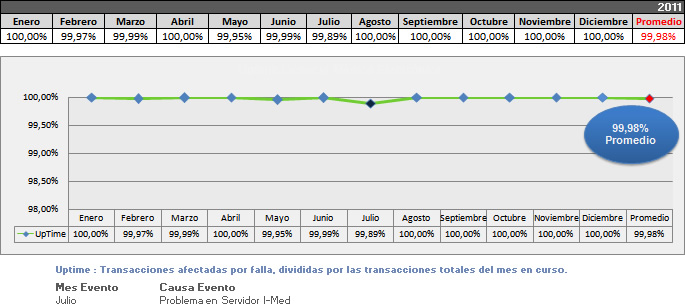 2011
Enero Febrero Marzo Abril Mayo Junio Julio Agosto Septiembre Octubre Noviembre Diciembre Promedio
100,00% 99,97% 99,99% 100,00% 99,95% 99,99% 99,89% 100,00% 100,00% 100,00% 100,00% 100,00% 99,98%
100,00%
99,50%
99,00%
98,50%
98,00%
99,98%
Promedio
Enero Febrero Marzo Abril Mayo Junio Julio Agosto Septiembre Octubre Noviembre Diciembre Promedio
UpTime 100,00% 99,97% 99,99% 100,00% 99,95% 99,99% 99,89% 100,00% 100,00% 100,00% 100,00% 100,00% 99,98%
Uptime : Transacciones afectadas por falla, divididas por las transacciones totales del mes en curso.
Mes Evento Causa Evento
Julio Problema en Servidor I-Med